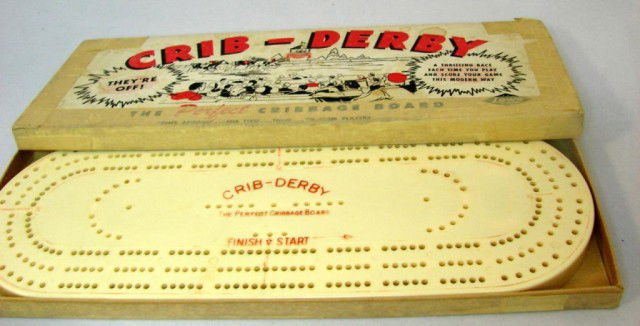 CRIB - DERBY
THEY'RE
OFF!
A THRILLING RACE
EACH TIME YOU PLAY
AND SCORE YOUR GAME
THIS MODERN WAY
THE Perfect CRIBBAGE BOARD
PLAYERS
CRIB-DERBY
THE PERFECT CRIBBAGE BOARD
FINISH START